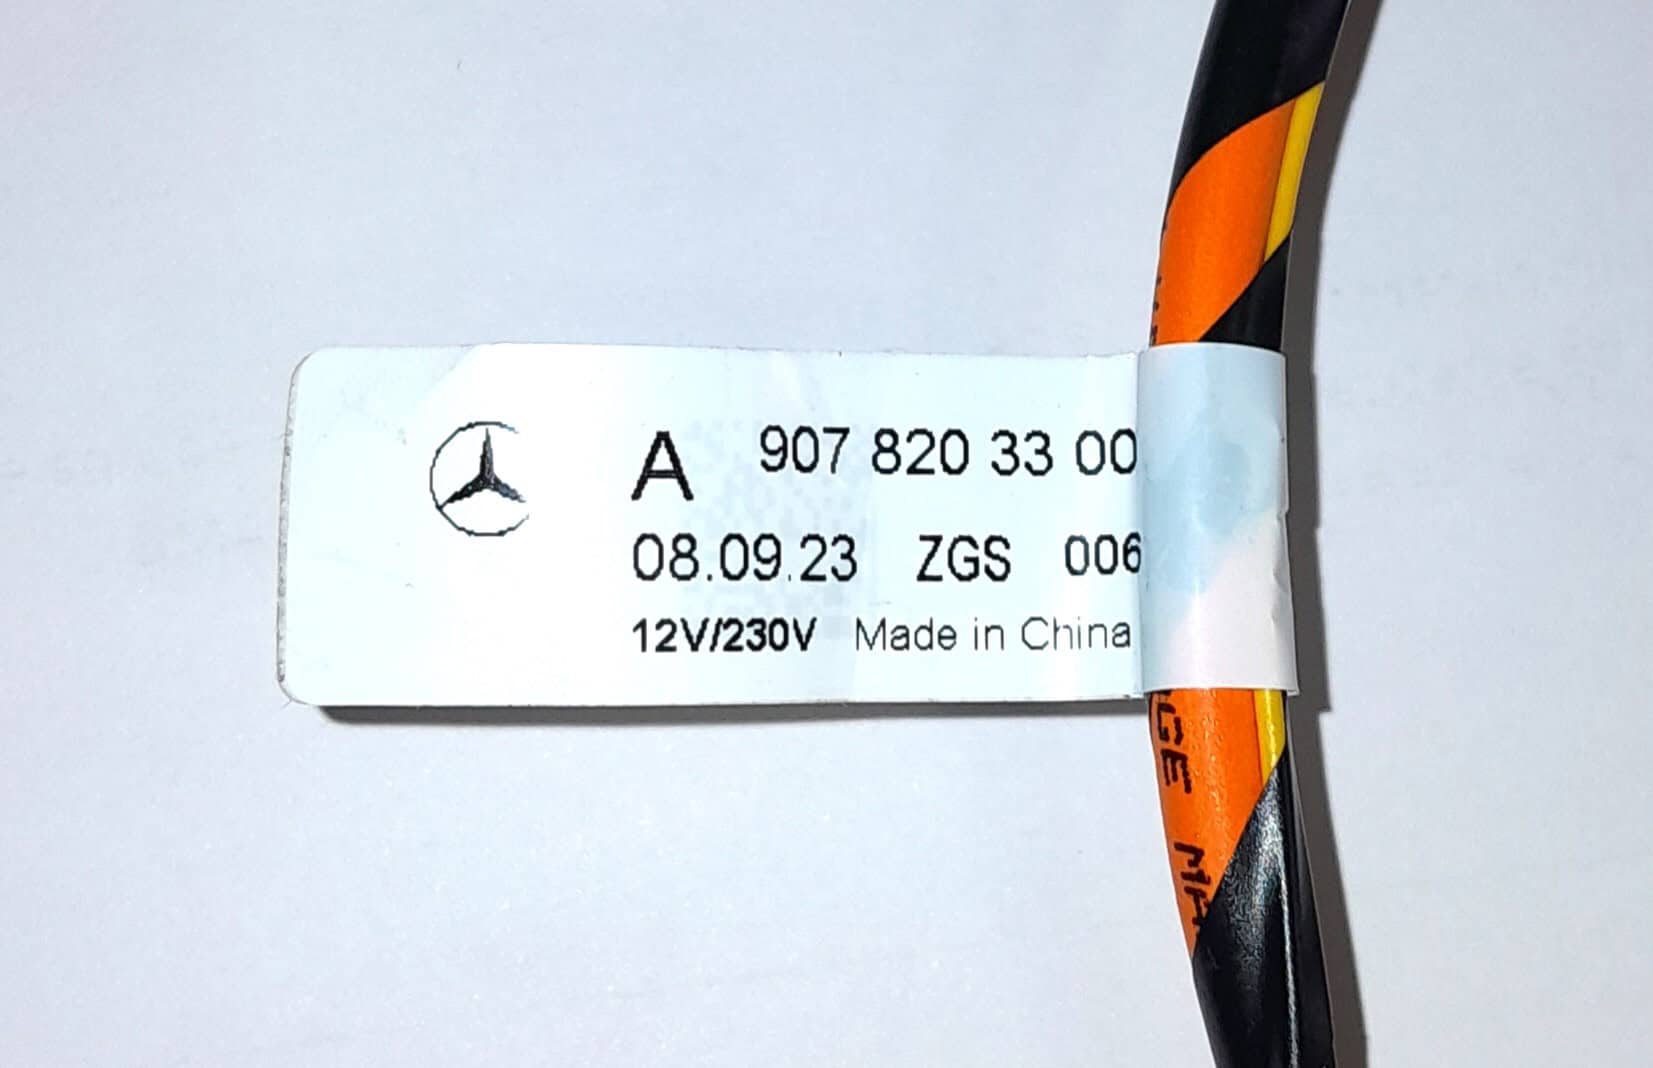 A 907 820 33 00
08.09.23 ZGS 006
12V/230V Made in China